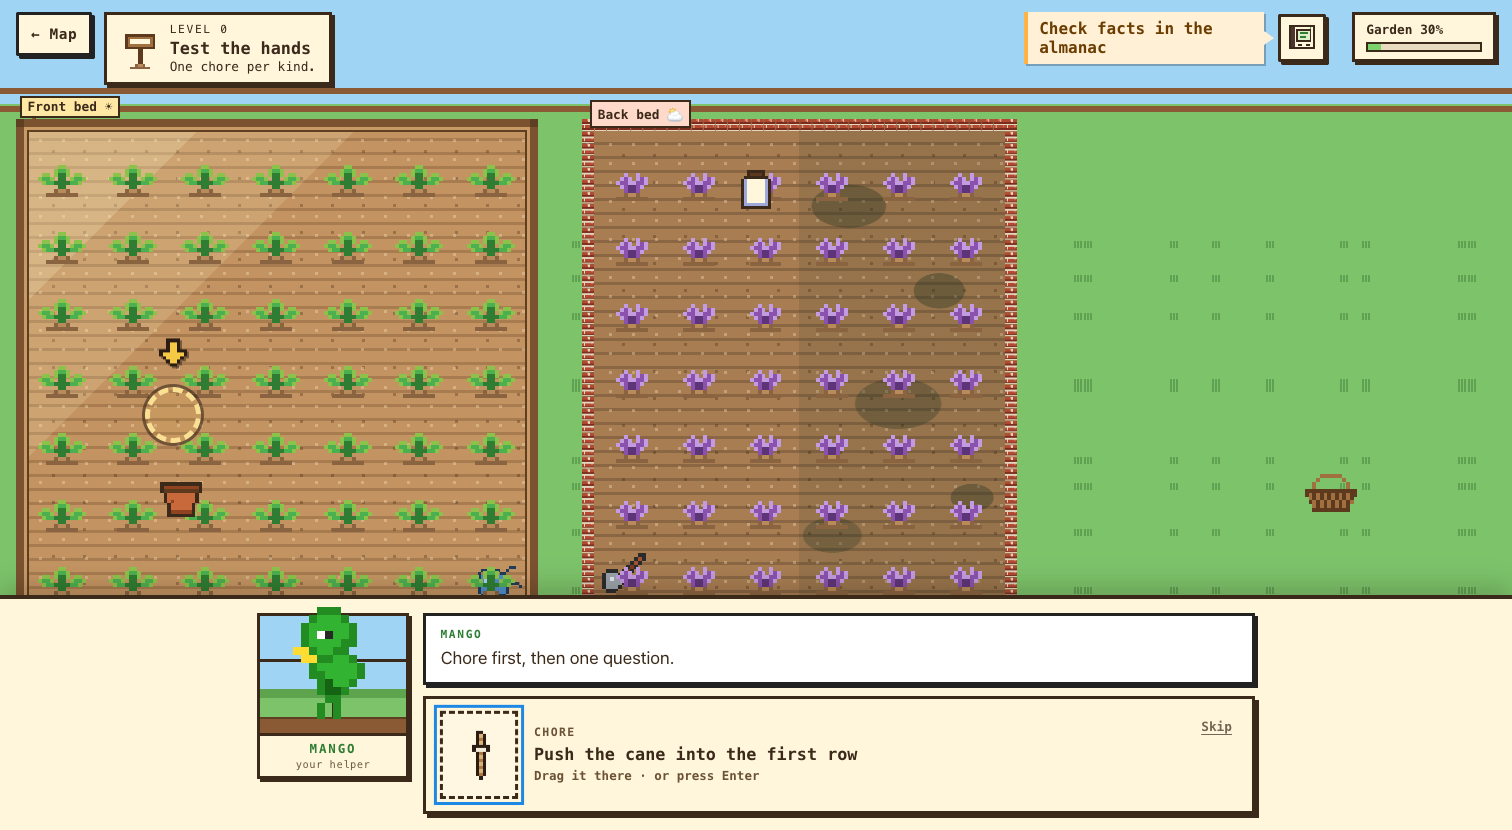 ← Map
LEVEL 0
Test the hands
One chore per kind.
Check facts in the
almanac
Garden 30%
Front bed ☀
Back bed ⛅
MANGO
Chore first, then one question.
CHORE
Push the cane into the first row
Drag it there · or press Enter
Skip
MANGO
your helper